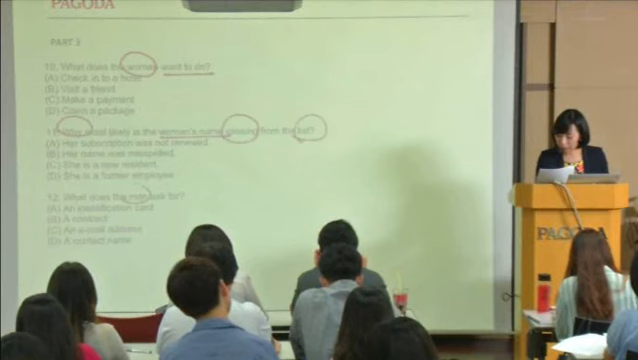 PAGODA
PART 3
10. What does the woman want to do?
(A) Check in to a hotel
(B) Visit a friend
(C) Make a payment
(D) Claim a package
11. Why most likely is the woman's name missing from the list?
(A) Her subscription was not renewed.
(B) Her name was misspelled.
(C) She is a new resident.
(D) She is a former employee.
12. What does the man ask for?
(A) An identification card
(B) A contract
(C) An e-mail address
(D) A contact name
PAGODA